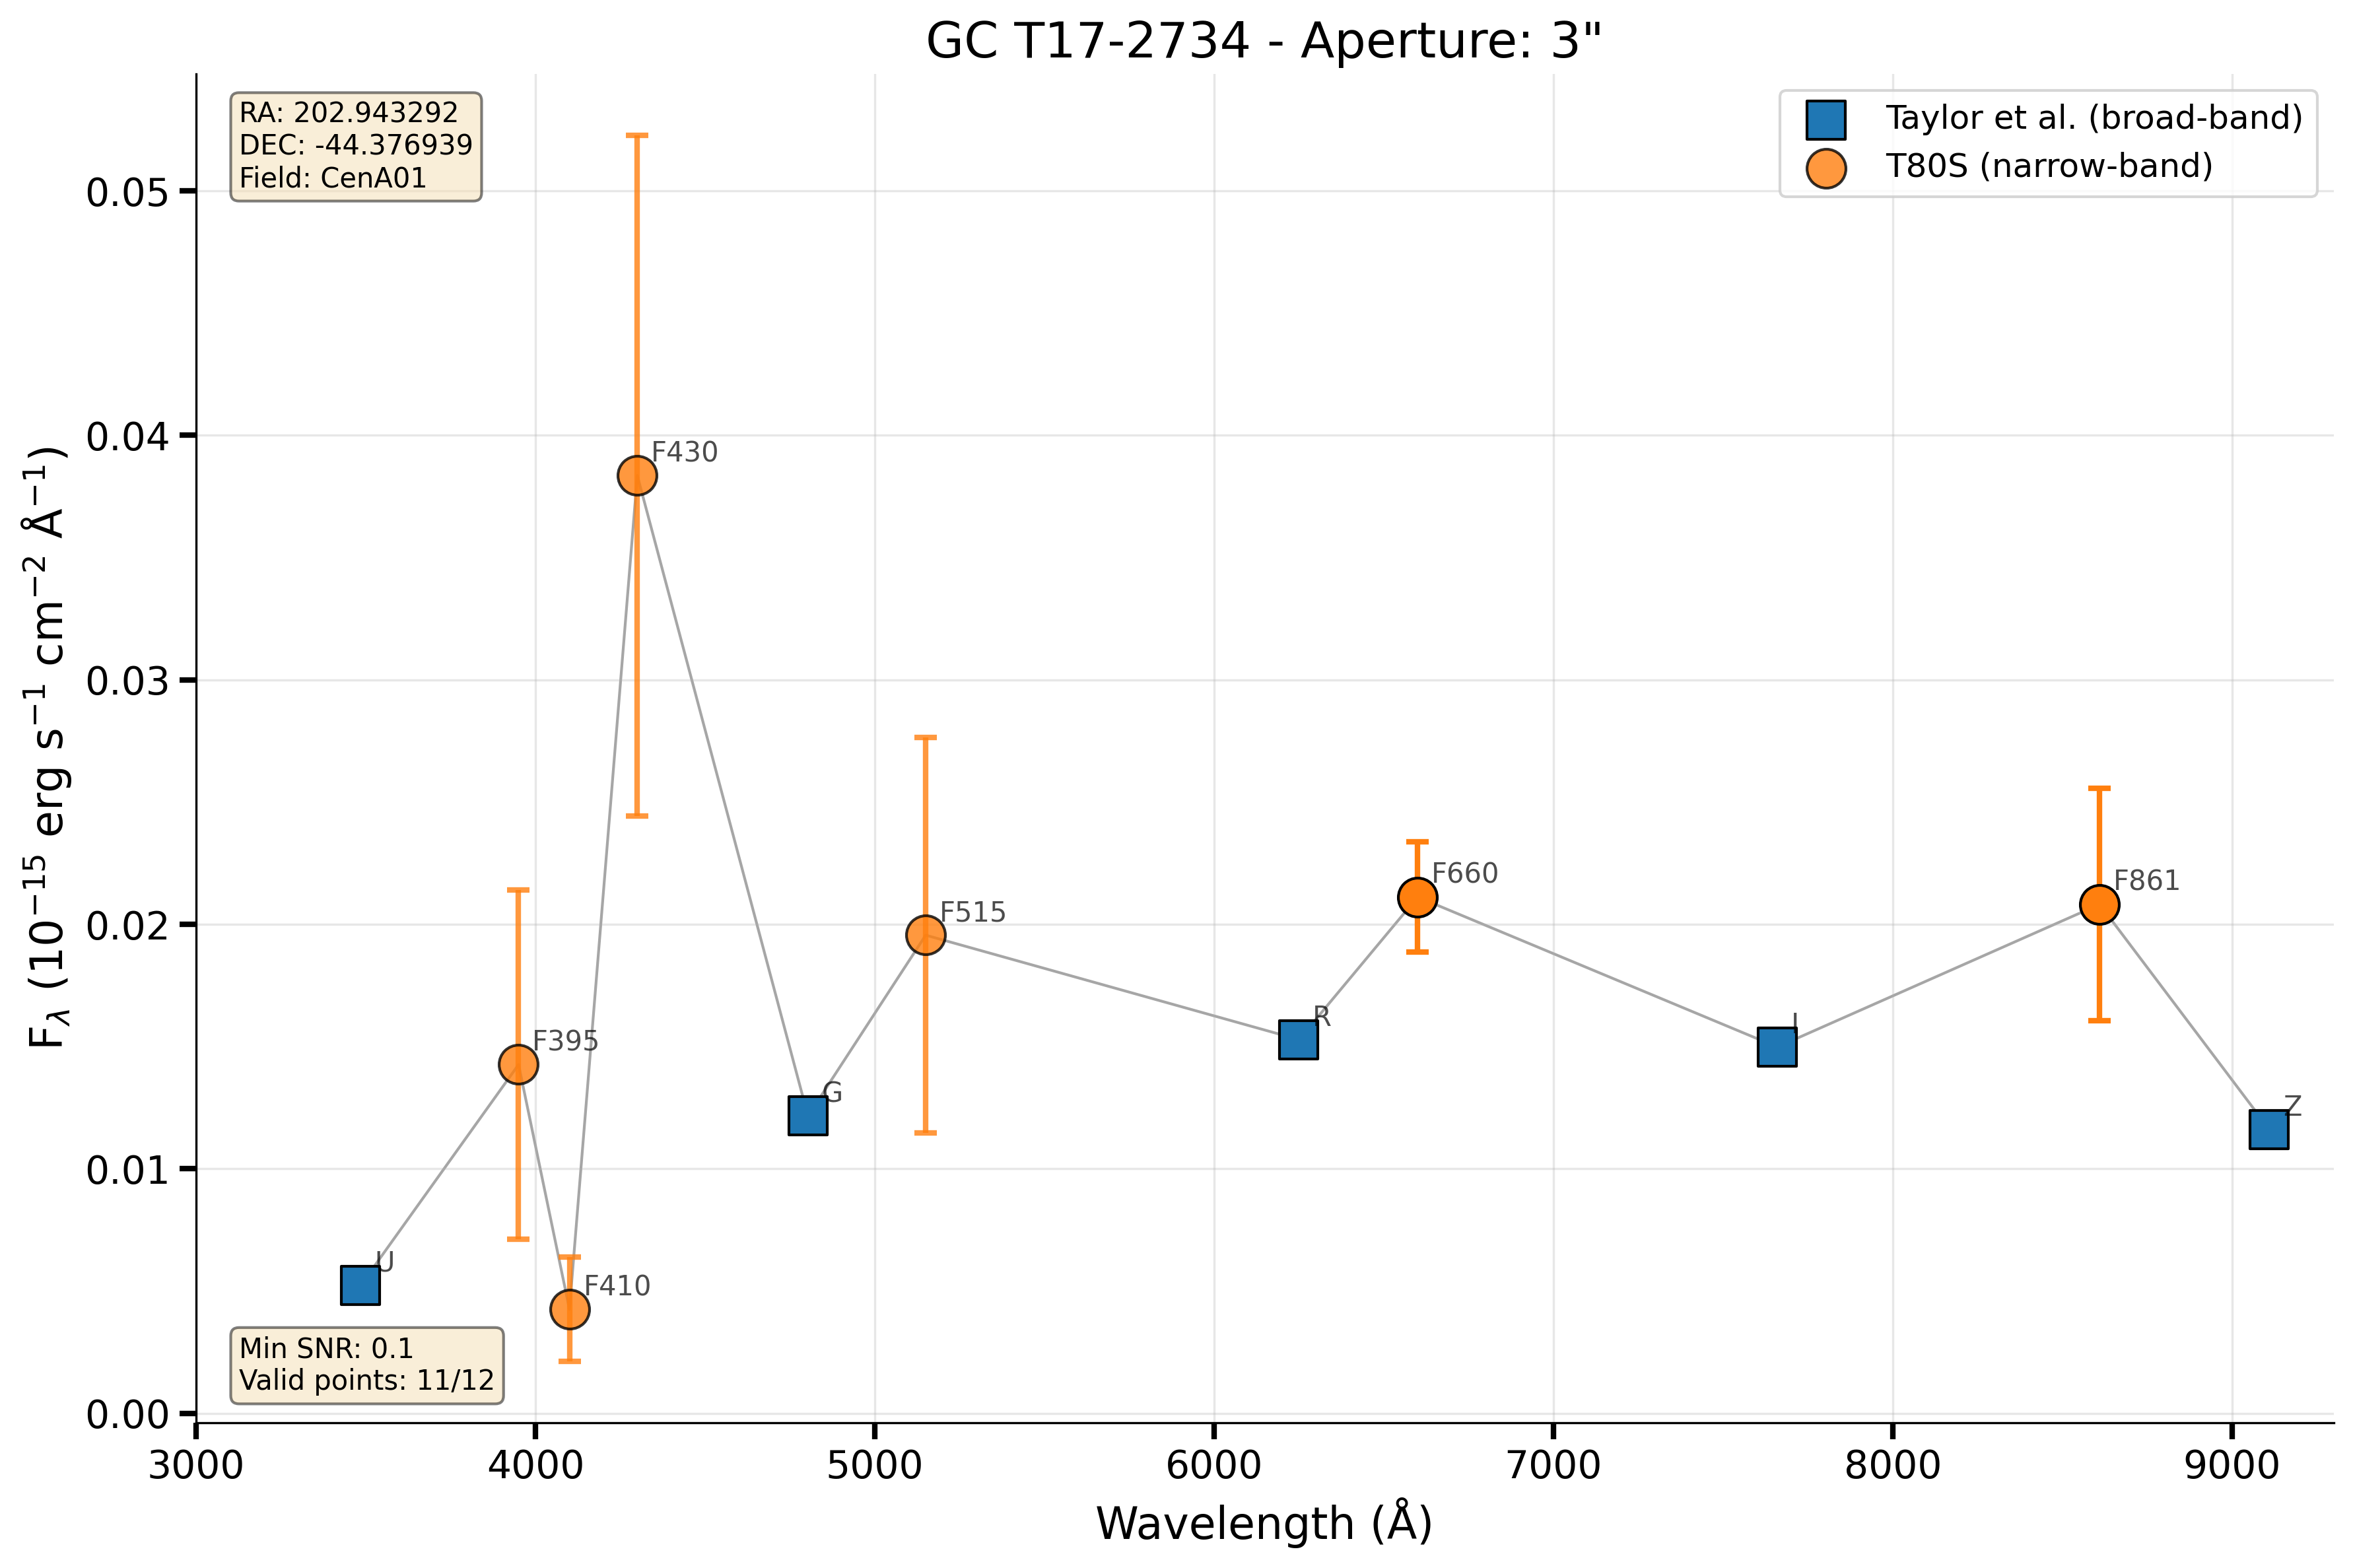 GC T17-2734 - Aperture: 3"
RA: 202.943292
DEC: -44.376939
Field: CenA01
Taylor et al. (broad-band)
T80S (narrow-band)
F_λ (10⁻¹⁵ erg s⁻¹ cm⁻² Å⁻¹)
0.05
0.04
0.03
0.02
0.01
0.00
F430
F515
F660
F861
F395
F410
U
G
R
I
Z
Min SNR: 0.1
Valid points: 11/12
3000 4000 5000 6000 7000 8000 9000
Wavelength (Å)